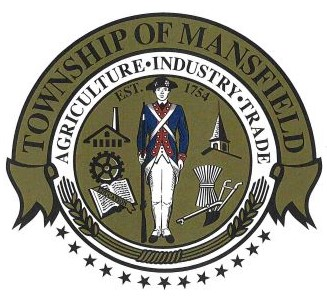 TOWNSHIP OF MANSFIELD
AGRICULTURE•INDUSTRY•TRADE
EST. 1754